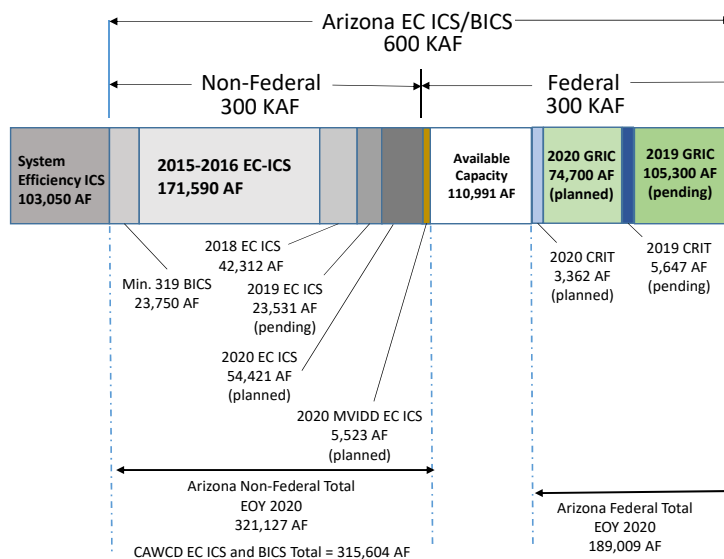 Arizona EC ICS/BICS
600 KAF
Non-Federal
300 KAF
Federal
300 KAF
System
Efficiency ICS
103,050 AF
2015-2016 EC-ICS
171,590 AF
Available
Capacity
110,991 AF
2020 GRIC
74,700 AF
(planned)
2019 GRIC
105,300 AF
(pending)
Min. 319 BICS
23,750 AF
2018 EC ICS
42,312 AF
2019 EC ICS
23,531 AF
(pending)
2020 EC ICS
54,421 AF
(planned)
2020 MVIDD EC ICS
5,523 AF
(planned)
2020 CRIT
3,362 AF
(planned)
2019 CRIT
5,647 AF
(pending)
Arizona Non-Federal Total
EOY 2020
321,127 AF
CAWCD EC ICS and BICS Total = 315,604 AF
Arizona Federal Total
EOY 2020
189,009 AF